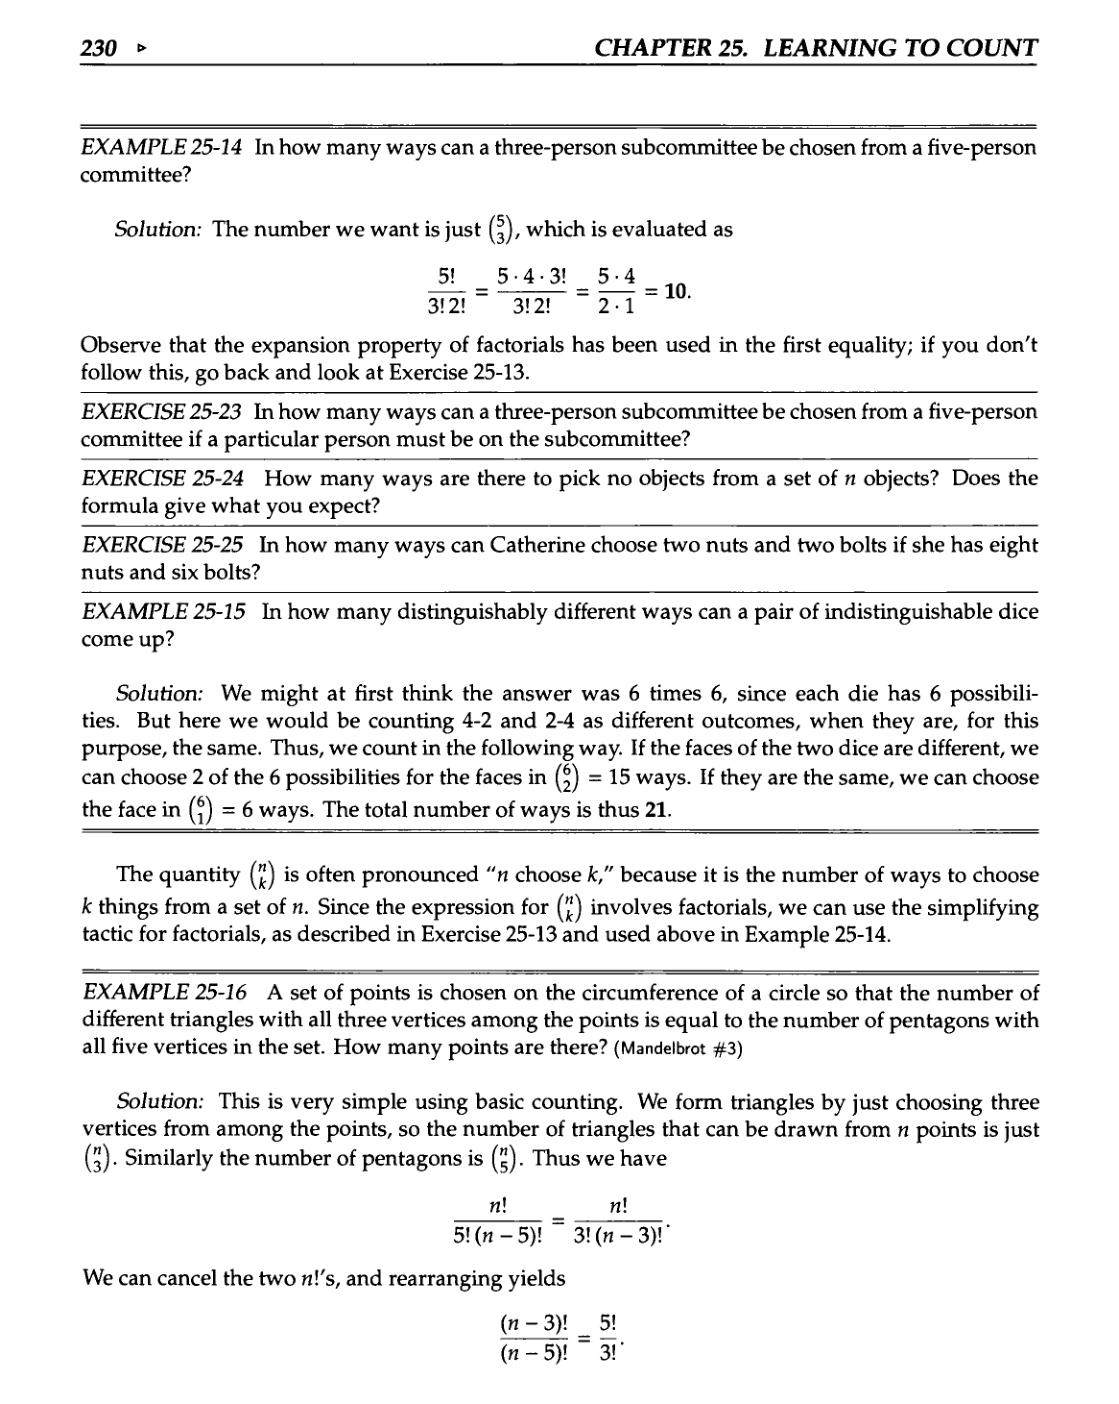 230 ▹ CHAPTER 25. LEARNING TO COUNT
EXAMPLE 25-14 In how many ways can a three-person subcommittee be chosen from a five-person
committee?
Solution: The number we want is just $\binom{5}{3}$, which is evaluated as
$\frac{5!}{3!\,2!} = \frac{5 \cdot 4 \cdot 3!}{3!\,2!} = \frac{5 \cdot 4}{2 \cdot 1} = \mathbf{10}.$
Observe that the expansion property of factorials has been used in the first equality; if you don't
follow this, go back and look at Exercise 25-13.
EXERCISE 25-23 In how many ways can a three-person subcommittee be chosen from a five-person
committee if a particular person must be on the subcommittee?
EXERCISE 25-24 How many ways are there to pick no objects from a set of n objects? Does the
formula give what you expect?
EXERCISE 25-25 In how many ways can Catherine choose two nuts and two bolts if she has eight
nuts and six bolts?
EXAMPLE 25-15 In how many distinguishably different ways can a pair of indistinguishable dice
come up?
Solution: We might at first think the answer was 6 times 6, since each die has 6 possibili-
ties. But here we would be counting 4-2 and 2-4 as different outcomes, when they are, for this
purpose, the same. Thus, we count in the following way. If the faces of the two dice are different, we
can choose 2 of the 6 possibilities for the faces in $\binom{6}{2}$ = 15 ways. If they are the same, we can choose
the face in $\binom{6}{1}$ = 6 ways. The total number of ways is thus 21.
The quantity $\binom{n}{k}$ is often pronounced "n choose k," because it is the number of ways to choose
k things from a set of n. Since the expression for $\binom{n}{k}$ involves factorials, we can use the simplifying
tactic for factorials, as described in Exercise 25-13 and used above in Example 25-14.
EXAMPLE 25-16 A set of points is chosen on the circumference of a circle so that the number of
different triangles with all three vertices among the points is equal to the number of pentagons with
all five vertices in the set. How many points are there? (Mandelbrot #3)
Solution: This is very simple using basic counting. We form triangles by just choosing three
vertices from among the points, so the number of triangles that can be drawn from n points is just
$\binom{n}{3}$. Similarly the number of pentagons is $\binom{n}{5}$. Thus we have
$\frac{n!}{5!\,(n-5)!} = \frac{n!}{3!\,(n-3)!}.$
We can cancel the two n!'s, and rearranging yields
$\frac{(n-3)!}{(n-5)!} = \frac{5!}{3!}.$